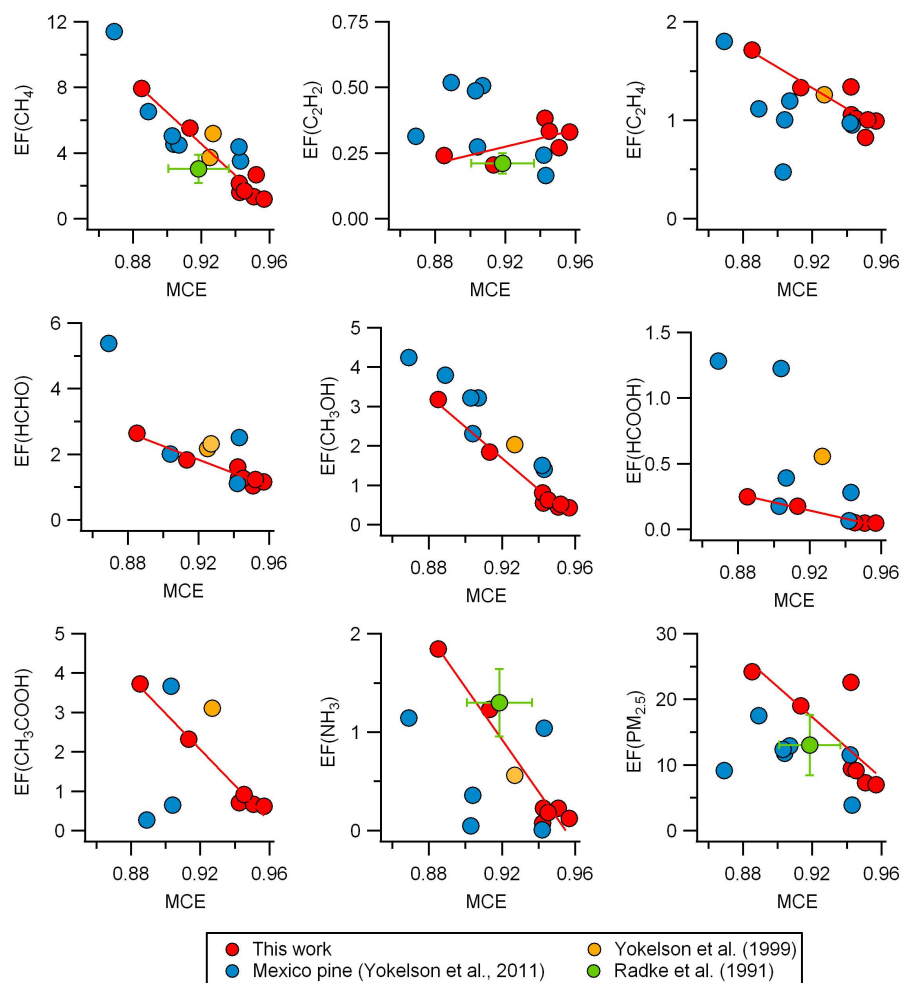 12
8
4
0
EF(CH₄)
0.88 0.92 0.96
MCE
0.75
0.50
0.25
0.00
EF(C₂H₂)
0.88 0.92 0.96
MCE
2
1
0
EF(C₂H₄)
0.88 0.92 0.96
MCE
6
4
2
0
EF(HCHO)
0.88 0.92 0.96
MCE
5
4
3
2
1
0
EF(CH₃OH)
0.88 0.92 0.96
MCE
1.5
1.0
0.5
0.0
EF(HCOOH)
0.88 0.92 0.96
MCE
5
4
3
2
1
0
EF(CH₃COOH)
0.88 0.92 0.96
MCE
2
1
0
EF(NH₃)
0.88 0.92 0.96
MCE
30
20
10
0
EF(PM₂.₅)
0.88 0.92 0.96
MCE
This work
Mexico pine (Yokelson et al., 2011)
Yokelson et al. (1999)
Radke et al. (1991)